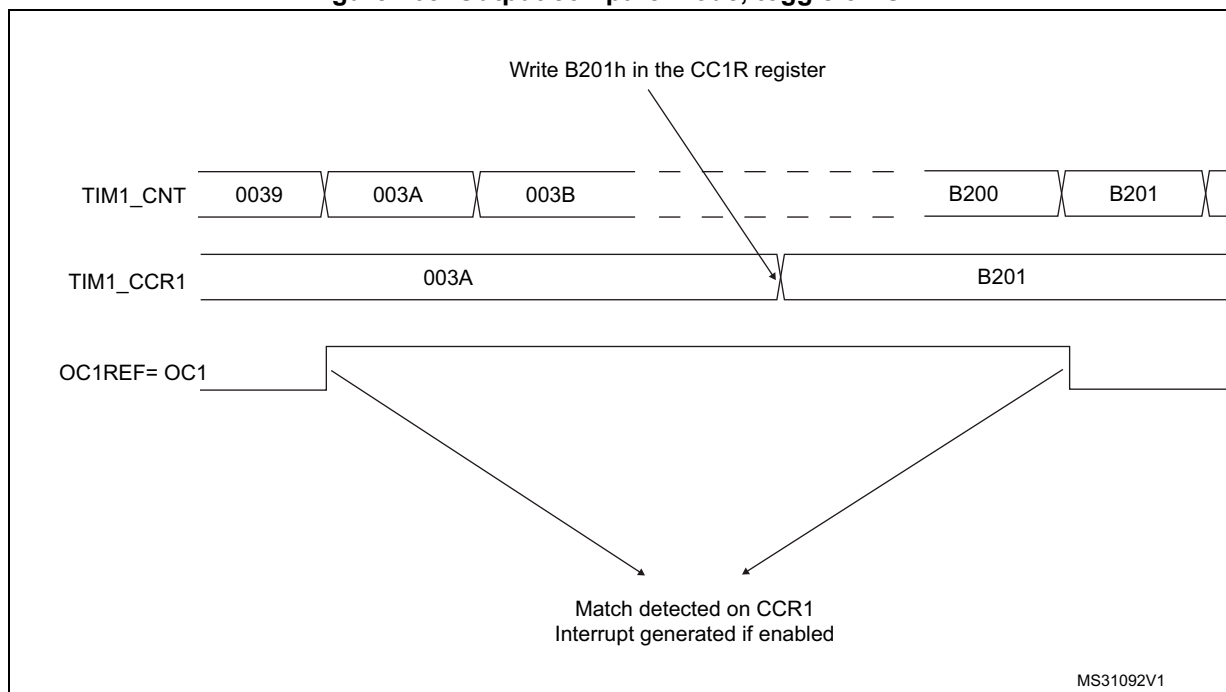 Write B201h in the CC1R register
TIM1_CNT 0039 003A 003B B200 B201
TIM1_CCR1 003A B201
OC1REF= OC1
Match detected on CCR1
Interrupt generated if enabled
MS31092V1